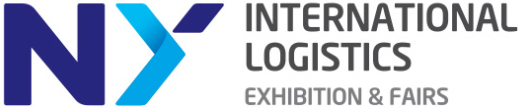 NY
INTERNATIONAL
LOGISTICS
EXHIBITION & FAIRS